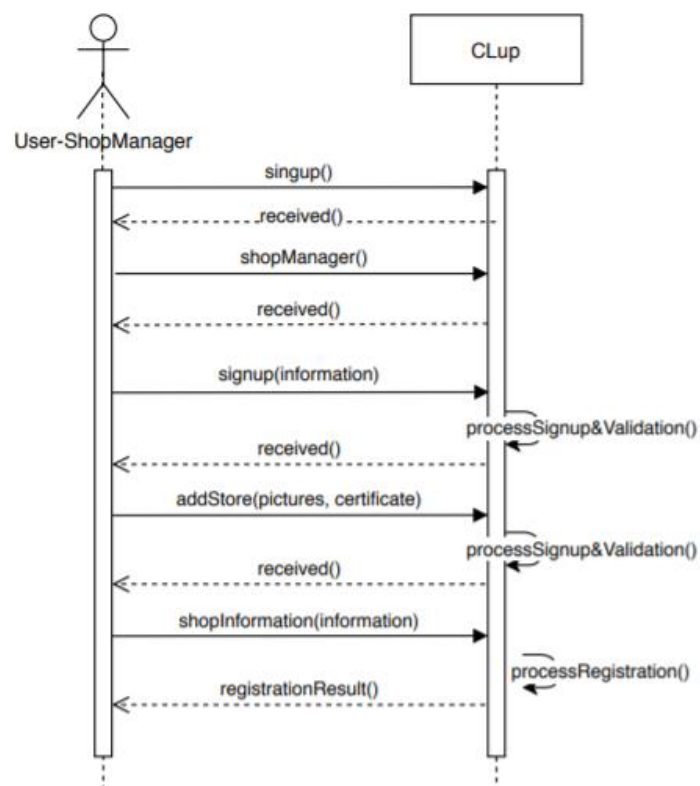 CLup
User-ShopManager
singup()
received()
shopManager()
received()
signup(information)
processSignup&Validation()
received()
addStore(pictures, certificate)
processSignup&Validation()
received()
shopInformation(information)
processRegistration()
registrationResult()